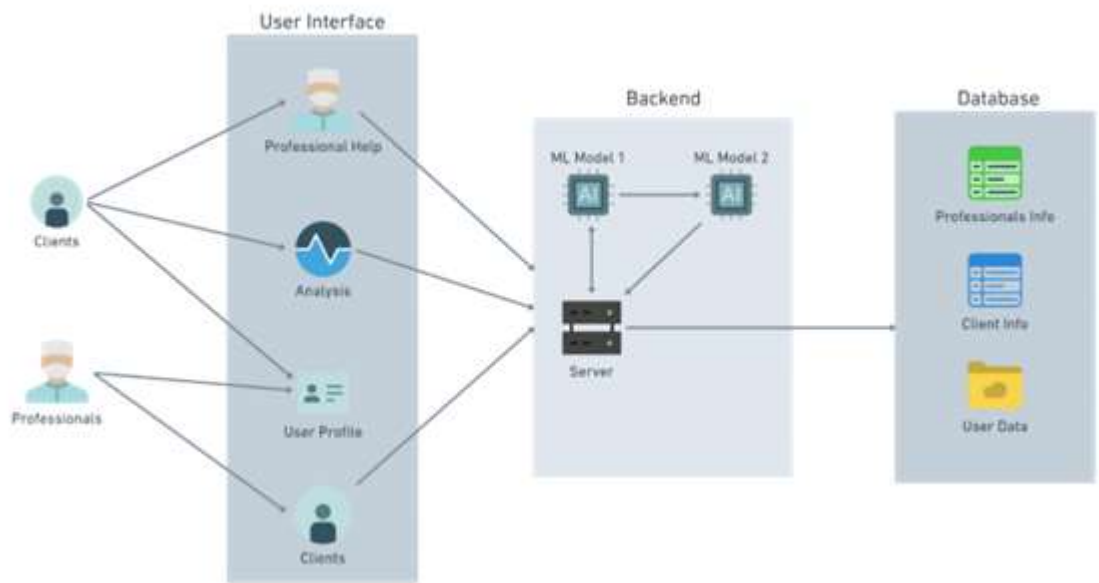 User Interface
Professional Help
Clients
Analysis
Professionals
User Profile
Clients
Backend
ML Model 1
ML Model 2
AI
AI
Server
Database
Professionals Info
Client Info
User Data